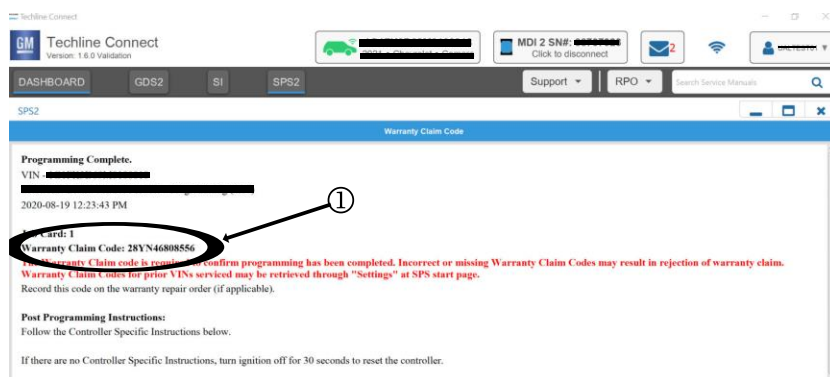 Techline Connect
GM
Techline Connect
Version: 1.6.0 Validation
MDI 2 SN#:
Click to disconnect
2
DASHBOARD GDS2 SI SPS2 Support RPO Search Service Manuals
SPS2
Warranty Claim Code
Programming Complete.
VIN -
2020-08-19 12:23:43 PM
①
Card: 1
Warranty Claim Code: 28YN46808556
The Warranty Claim code is required to confirm programming has been completed. Incorrect or missing Warranty Claim Codes may result in rejection of warranty claim.
Warranty Claim Codes for prior VINs serviced may be retrieved through "Settings" at SPS start page.
Record this code on the warranty repair order (if applicable).
Post Programming Instructions:
Follow the Controller Specific Instructions below.
If there are no Controller Specific Instructions, turn ignition off for 30 seconds to reset the controller.